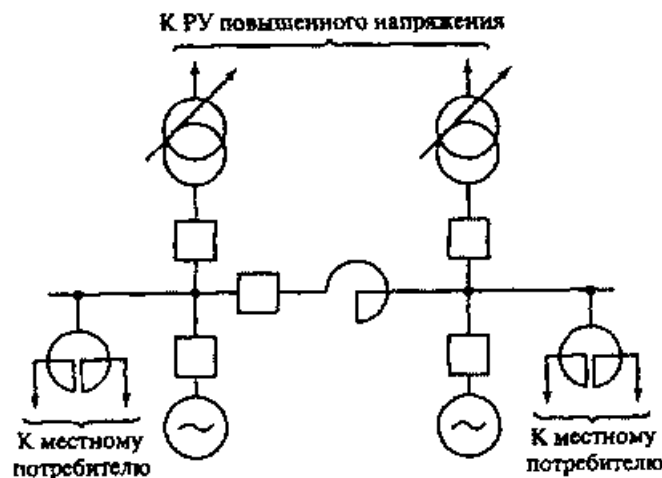 К РУ повышенного напряжения
К местному
потребителю
К местному
потребителю